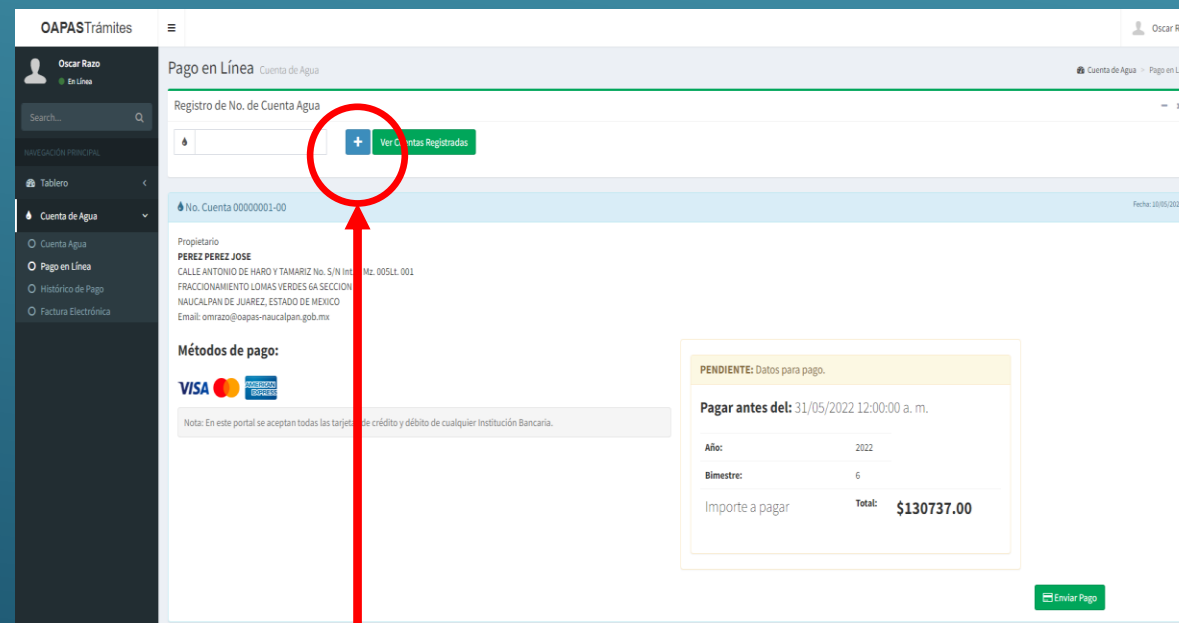 OAPASTrámites
Oscar R
Oscar Razo
En Línea
Search...
NAVEGACIÓN PRINCIPAL
Tablero
Cuenta de Agua
Cuenta Agua
Pago en Línea
Histórico de Pago
Factura Electrónica
Pago en Línea Cuenta de Agua
Cuenta de Agua > Pago en L
Registro de No. de Cuenta Agua
Ver Cuentas Registradas
No. Cuenta 00000001-00
Fecha: 10/05/202
Propietario
PEREZ PEREZ JOSE
CALLE ANTONIO DE HARO Y TAMARIZ No. S/N Int. Mz. 005Lt. 001
FRACCIONAMIENTO LOMAS VERDES 6A SECCION
NAUCALPAN DE JUAREZ, ESTADO DE MEXICO
Email: omrazo@oapas-naucalpan.gob.mx
Métodos de pago:
VISA AMERICAN EXPRESS
Nota: En este portal se aceptan todas las tarjetas de crédito y débito de cualquier Institución Bancaria.
PENDIENTE: Datos para pago.
Pagar antes del: 31/05/2022 12:00:00 a. m.
Año: 2022
Bimestre: 6
Importe a pagar Total: $130737.00
Enviar Pago